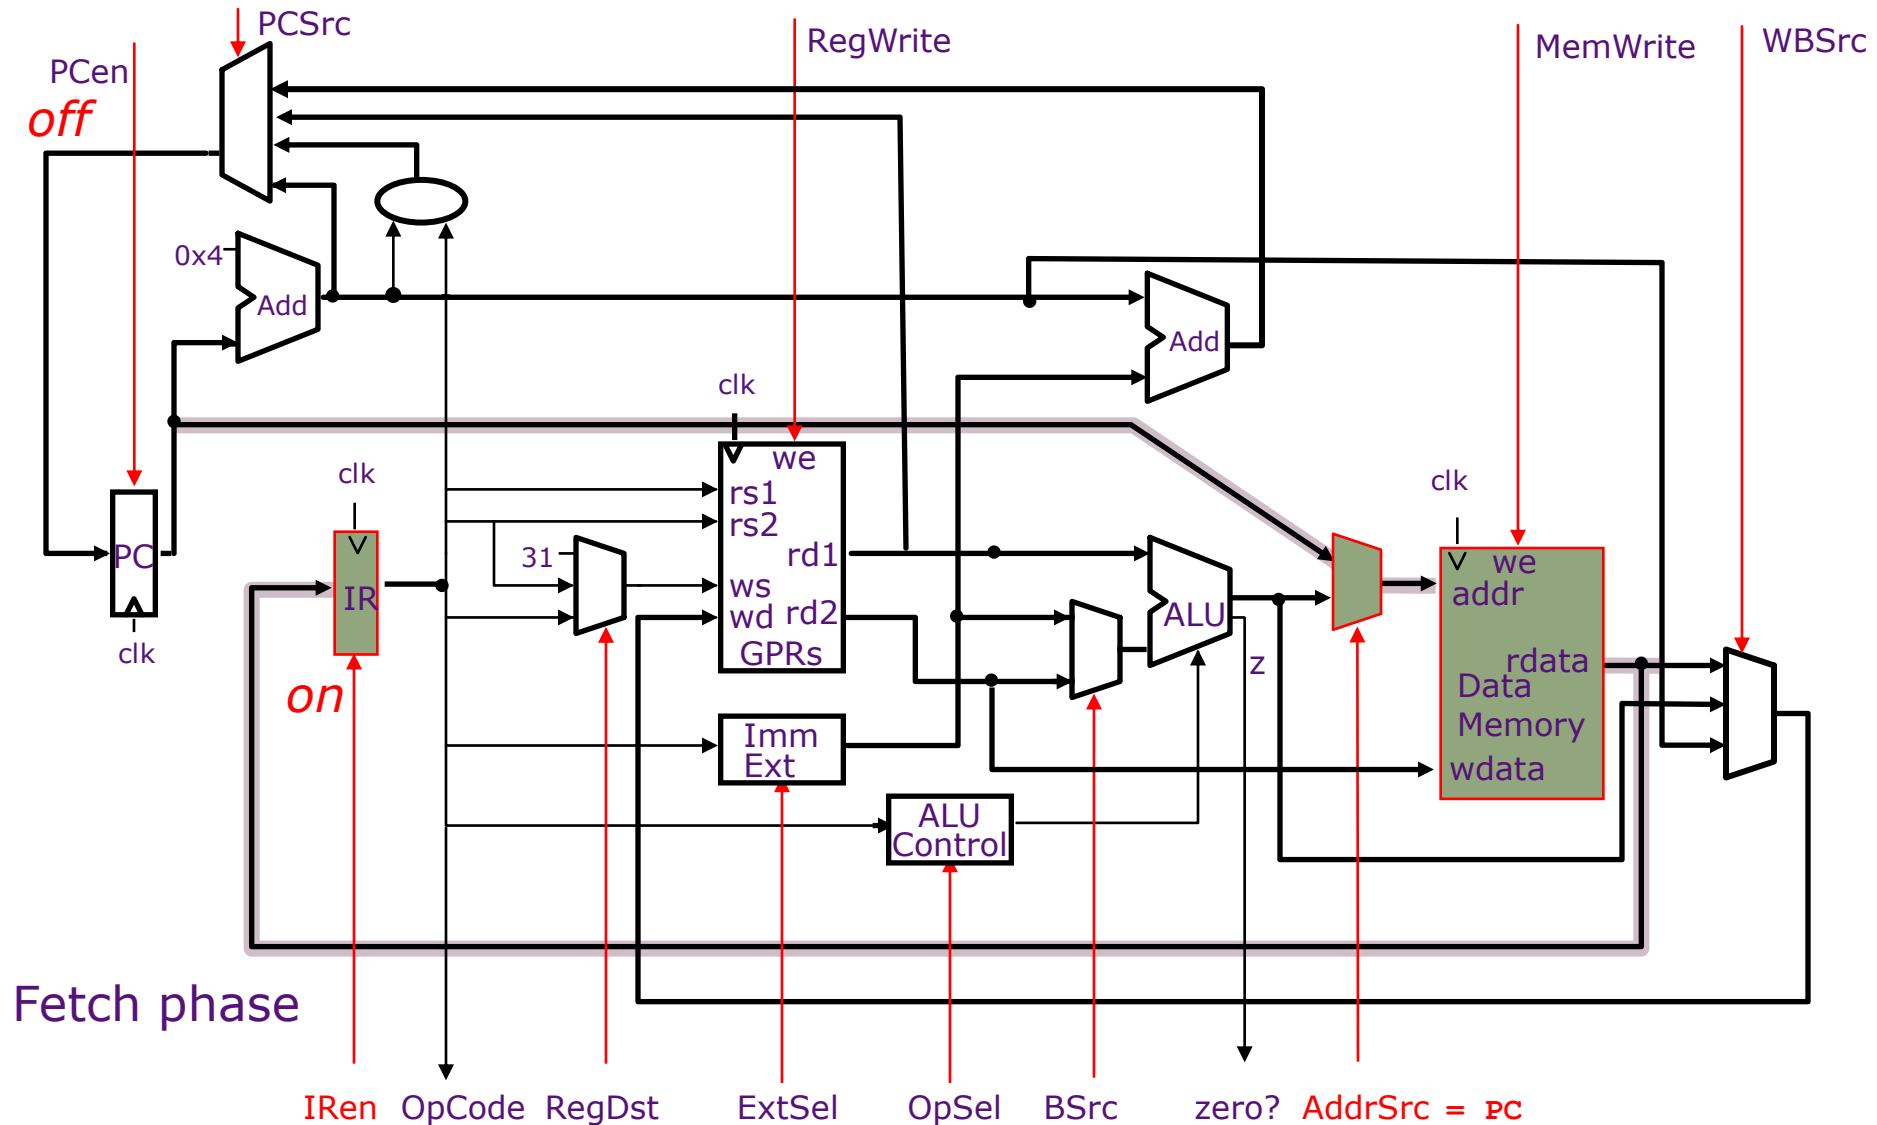 PCSrc
PCen
off
RegWrite
MemWrite
WBSrc
0x4
Add
Add
clk
clk
clk
PC
clk
IR
on
31
we
rs1
rs2
rd1
ws
wd rd2
GPRs
ALU
z
we
addr
rdata
Data
Memory
wdata
Imm
Ext
ALU
Control
Fetch phase
IRen OpCode RegDst ExtSel OpSel BSrc zero? AddrSrc = PC